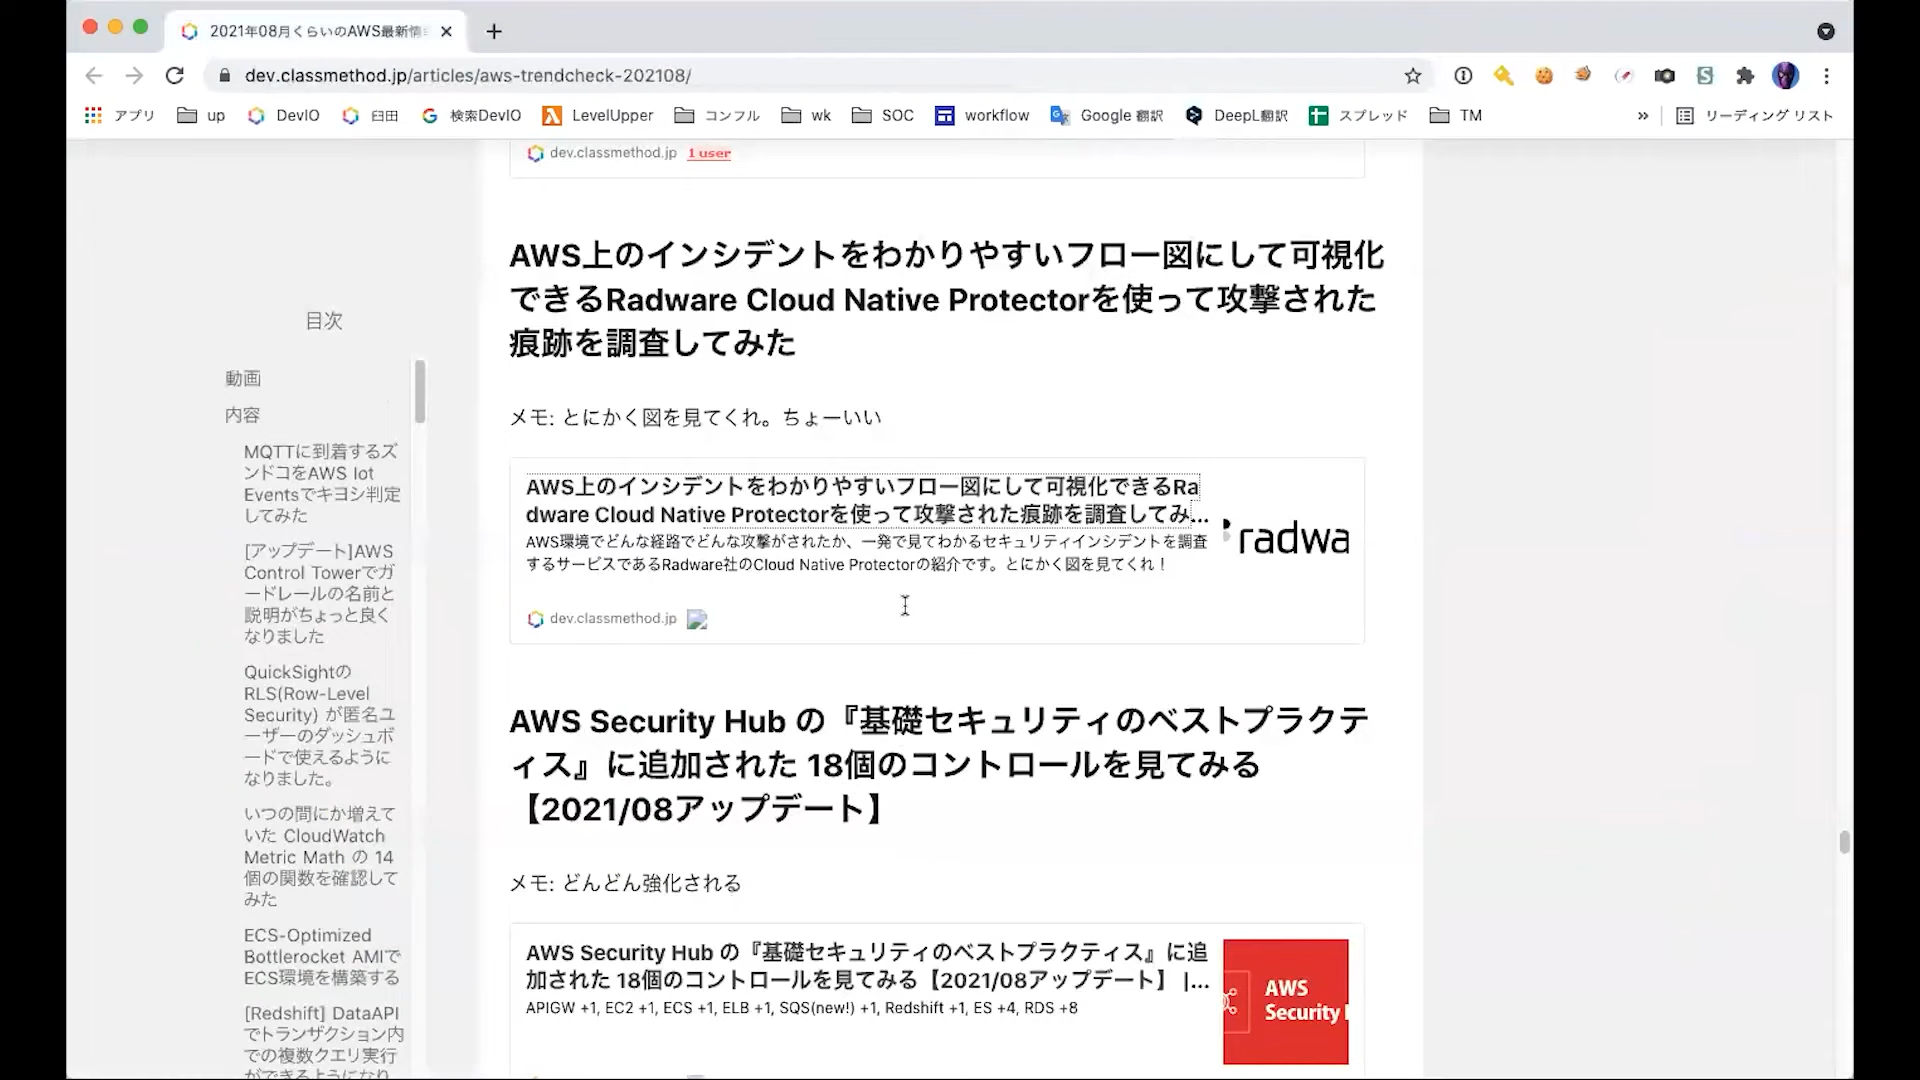 2021年08月くらいのAWS最新情
dev.classmethod.jp/articles/aws-trendcheck-202108/
アプリ up DevIO 臼田 検索DevIO LevelUpper コンフル wk SOC workflow Google 翻訳 DeepL翻訳 スプレッド TM » リーディング リスト
dev.classmethod.jp 1 user
AWS上のインシデントをわかりやすいフロー図にして可視化
できるRadware Cloud Native Protectorを使って攻撃された
痕跡を調査してみた
メモ: とにかく図を見てくれ。ちょーいい
AWS上のインシデントをわかりやすいフロー図にして可視化できるRa
dware Cloud Native Protectorを使って攻撃された痕跡を調査してみ...
AWS環境でどんな経路でどんな攻撃がされたか、一発で見てわかるセキュリティインシデントを調査
するサービスであるRadware社のCloud Native Protectorの紹介です。とにかく図を見てくれ！
radwa
dev.classmethod.jp
AWS Security Hub の『基礎セキュリティのベストプラクテ
ィス』に追加された 18個のコントロールを見てみる
【2021/08アップデート】
メモ: どんどん強化される
AWS Security Hub の『基礎セキュリティのベストプラクティス』に追
加された 18個のコントロールを見てみる【2021/08アップデート】 |...
APIGW +1, EC2 +1, ECS +1, ELB +1, SQS(new!) +1, Redshift +1, ES +4, RDS +8
AWS
Security
目次
動画
内容
MQTTに到着するズ
ンドコをAWS Iot
Eventsでキヨシ判定
してみた
[アップデート]AWS
Control Towerでガ
ードレールの名前と
説明がちょっと良く
なりました
QuickSightの
RLS(Row-Level
Security) が匿名ユ
ーザーのダッシュボ
ードで使えるように
なりました。
いつの間にか増えて
いた CloudWatch
Metric Math の 14
個の関数を確認して
みた
ECS-Optimized
Bottlerocket AMIで
ECS環境を構築する
[Redshift] DataAPI
でトランザクション内
での複数クエリ実行
ができるようになり